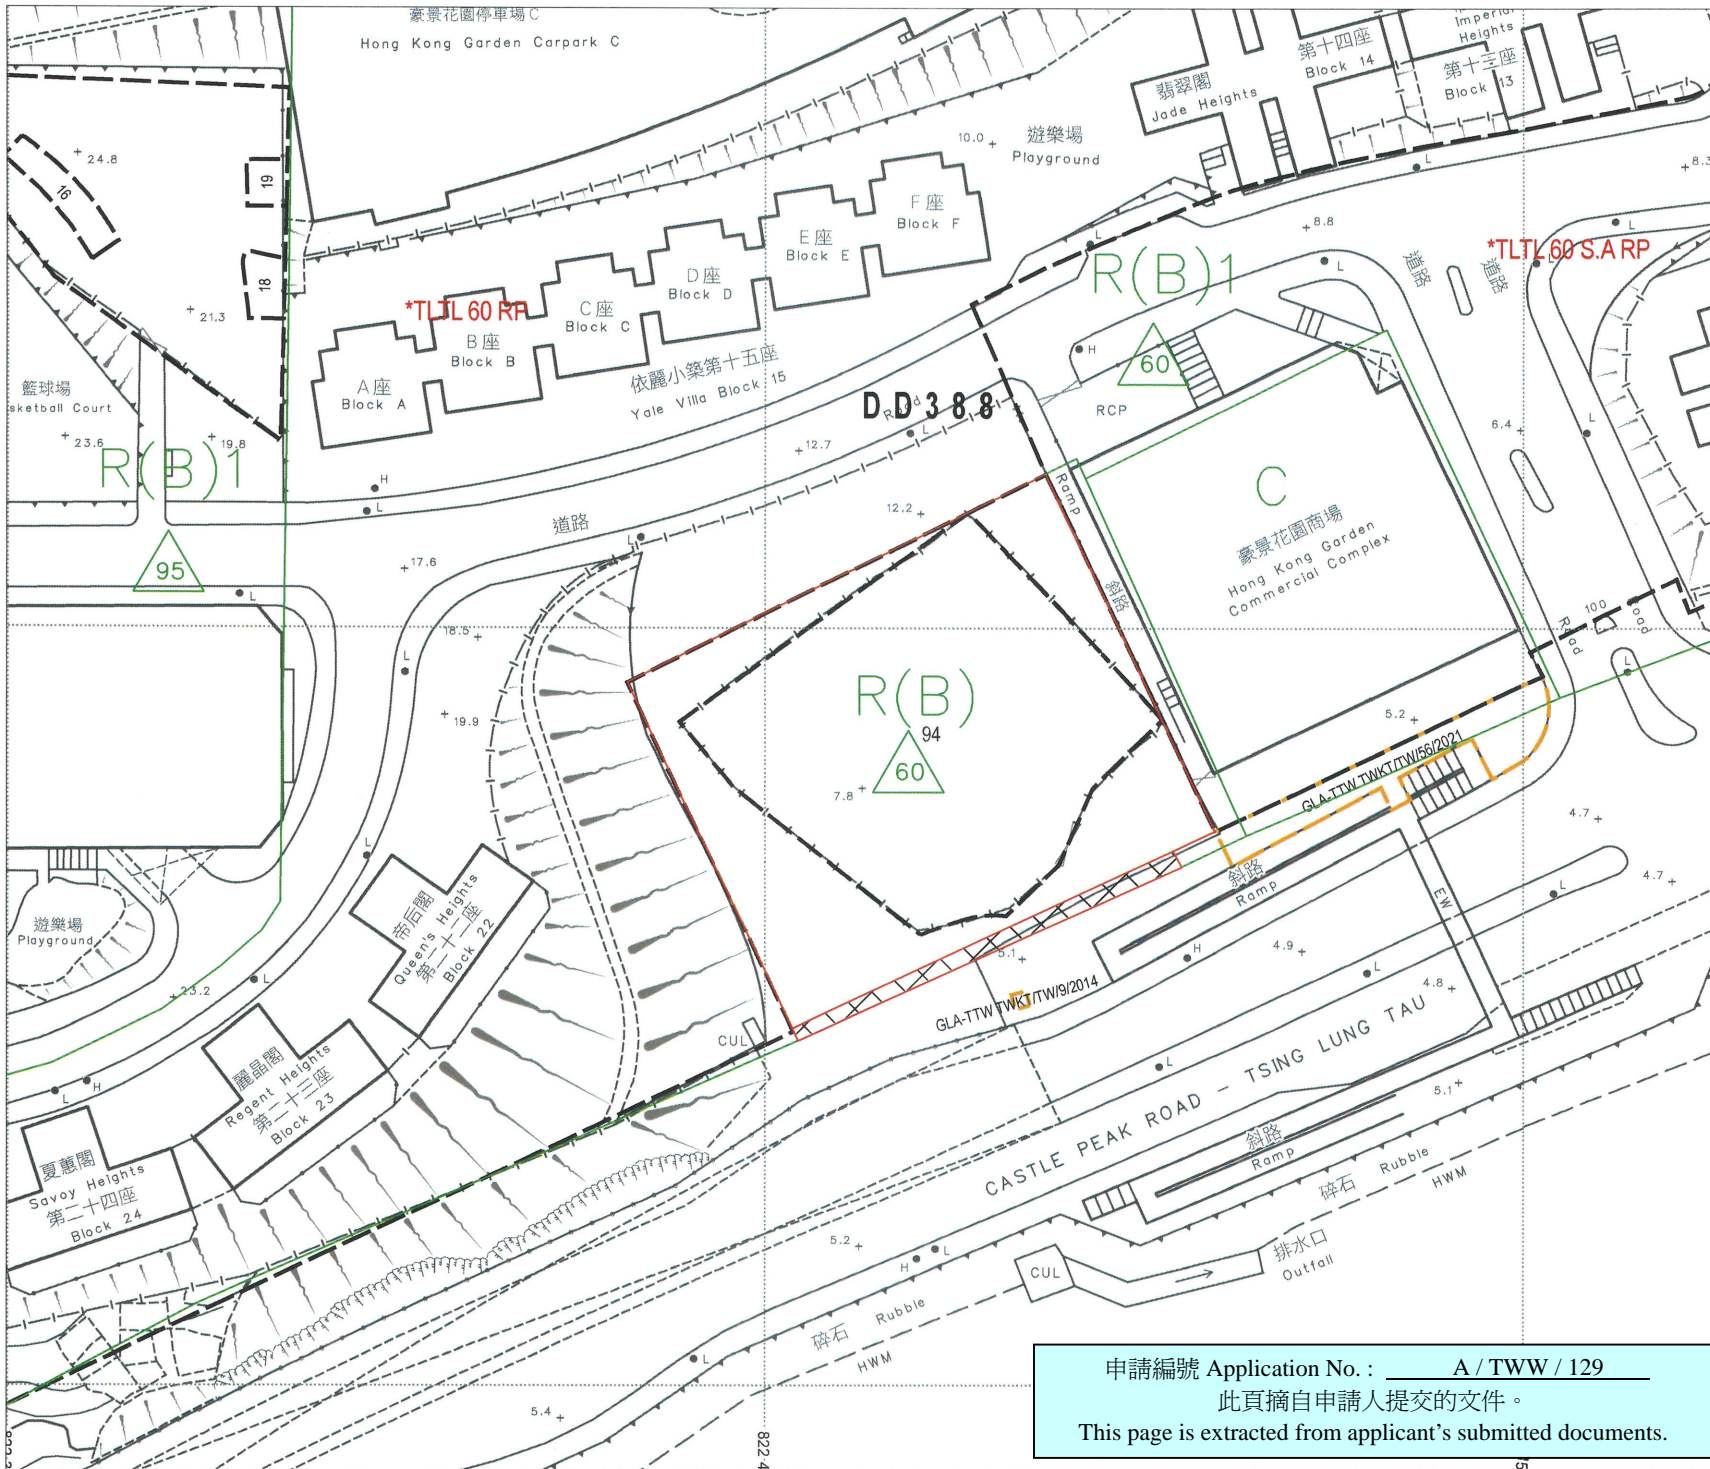 豪景花園停車場C
Hong Kong Garden Carpark C
Imperial
Heights
第十四座
Block 14
第十三座
Block 13
翡翠閣
Jade Heights
10.0
遊樂場
Playground
24.8
16
19
18
21.3
F座
Block F
E座
Block E
D座
Block D
C座
Block C
B座
Block B
A座
Block A
*TLTL 60 RP
依麗小築第十五座
Yale Villa Block 15
8.8
8.3
*TLTL 60 S.A RP
道路
道路
R(B)1
60
H
RCP
DD388
Road
籃球場
sketball Court
23.6
19.8
R(B)1
95
12.7
6.4
Ramp
斜路
C
豪景花園商場
Hong Kong Garden
Commercial Complex
12.2
道路
17.6
18.5
19.9
R(B)
94
60
7.8
Road
100
Road
5.2
GLA-TTW TWKT/TW/56/2021
4.7
4.7
斜路
Ramp
EW
遊樂場
Playground
23.2
帝后閣
Queen's Heights
第二十二座
Block 22
麗晶閣
Regent Heights
第二十三座
Block 23
夏蕙閣
Savoy Heights
第二十四座
Block 24
CUL
5.1
GLA-TTW TWKT/TW/9/2014
H
4.9
4.8
5.1
CASTLE PEAK ROAD - TSING LUNG TAU
斜路
Ramp
碎石 Rubble
HWM
5.2
H
L
CUL
排水口
Outfall
碎石 Rubble
HWM
5.4
822.4
申請編號 Application No. : A / TWW / 129
此頁摘自申請人提交的文件。
This page is extracted from applicant's submitted documents.